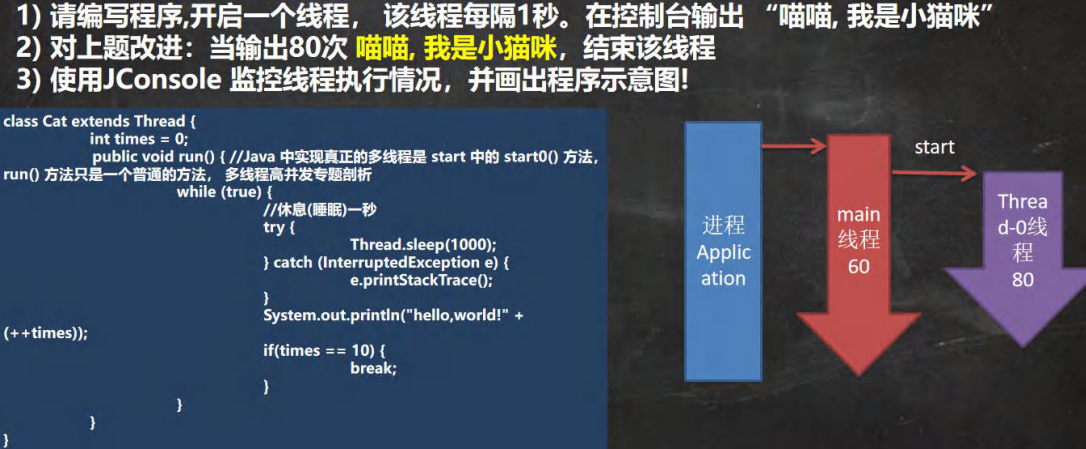 1) 请编写程序,开启一个线程， 该线程每隔1秒。在控制台输出 “喵喵, 我是小猫咪”
2) 对上题改进：当输出80次 喵喵, 我是小猫咪，结束该线程
3) 使用JConsole 监控线程执行情况，并画出程序示意图!
class Cat extends Thread {
int times = 0;
public void run() { //Java 中实现真正的多线程是 start 中的 start0() 方法，
run() 方法只是一个普通的方法， 多线程高并发专题剖析
while (true) {
//休息(睡眠)一秒
try {
Thread.sleep(1000);
} catch (InterruptedException e) {
e.printStackTrace();
}
System.out.println("hello,world!" +
(++times));
if(times == 10) {
break;
}
}
}
}
进程
Applic
ation
main
线程
60
start
Threa
d-0线
程
80